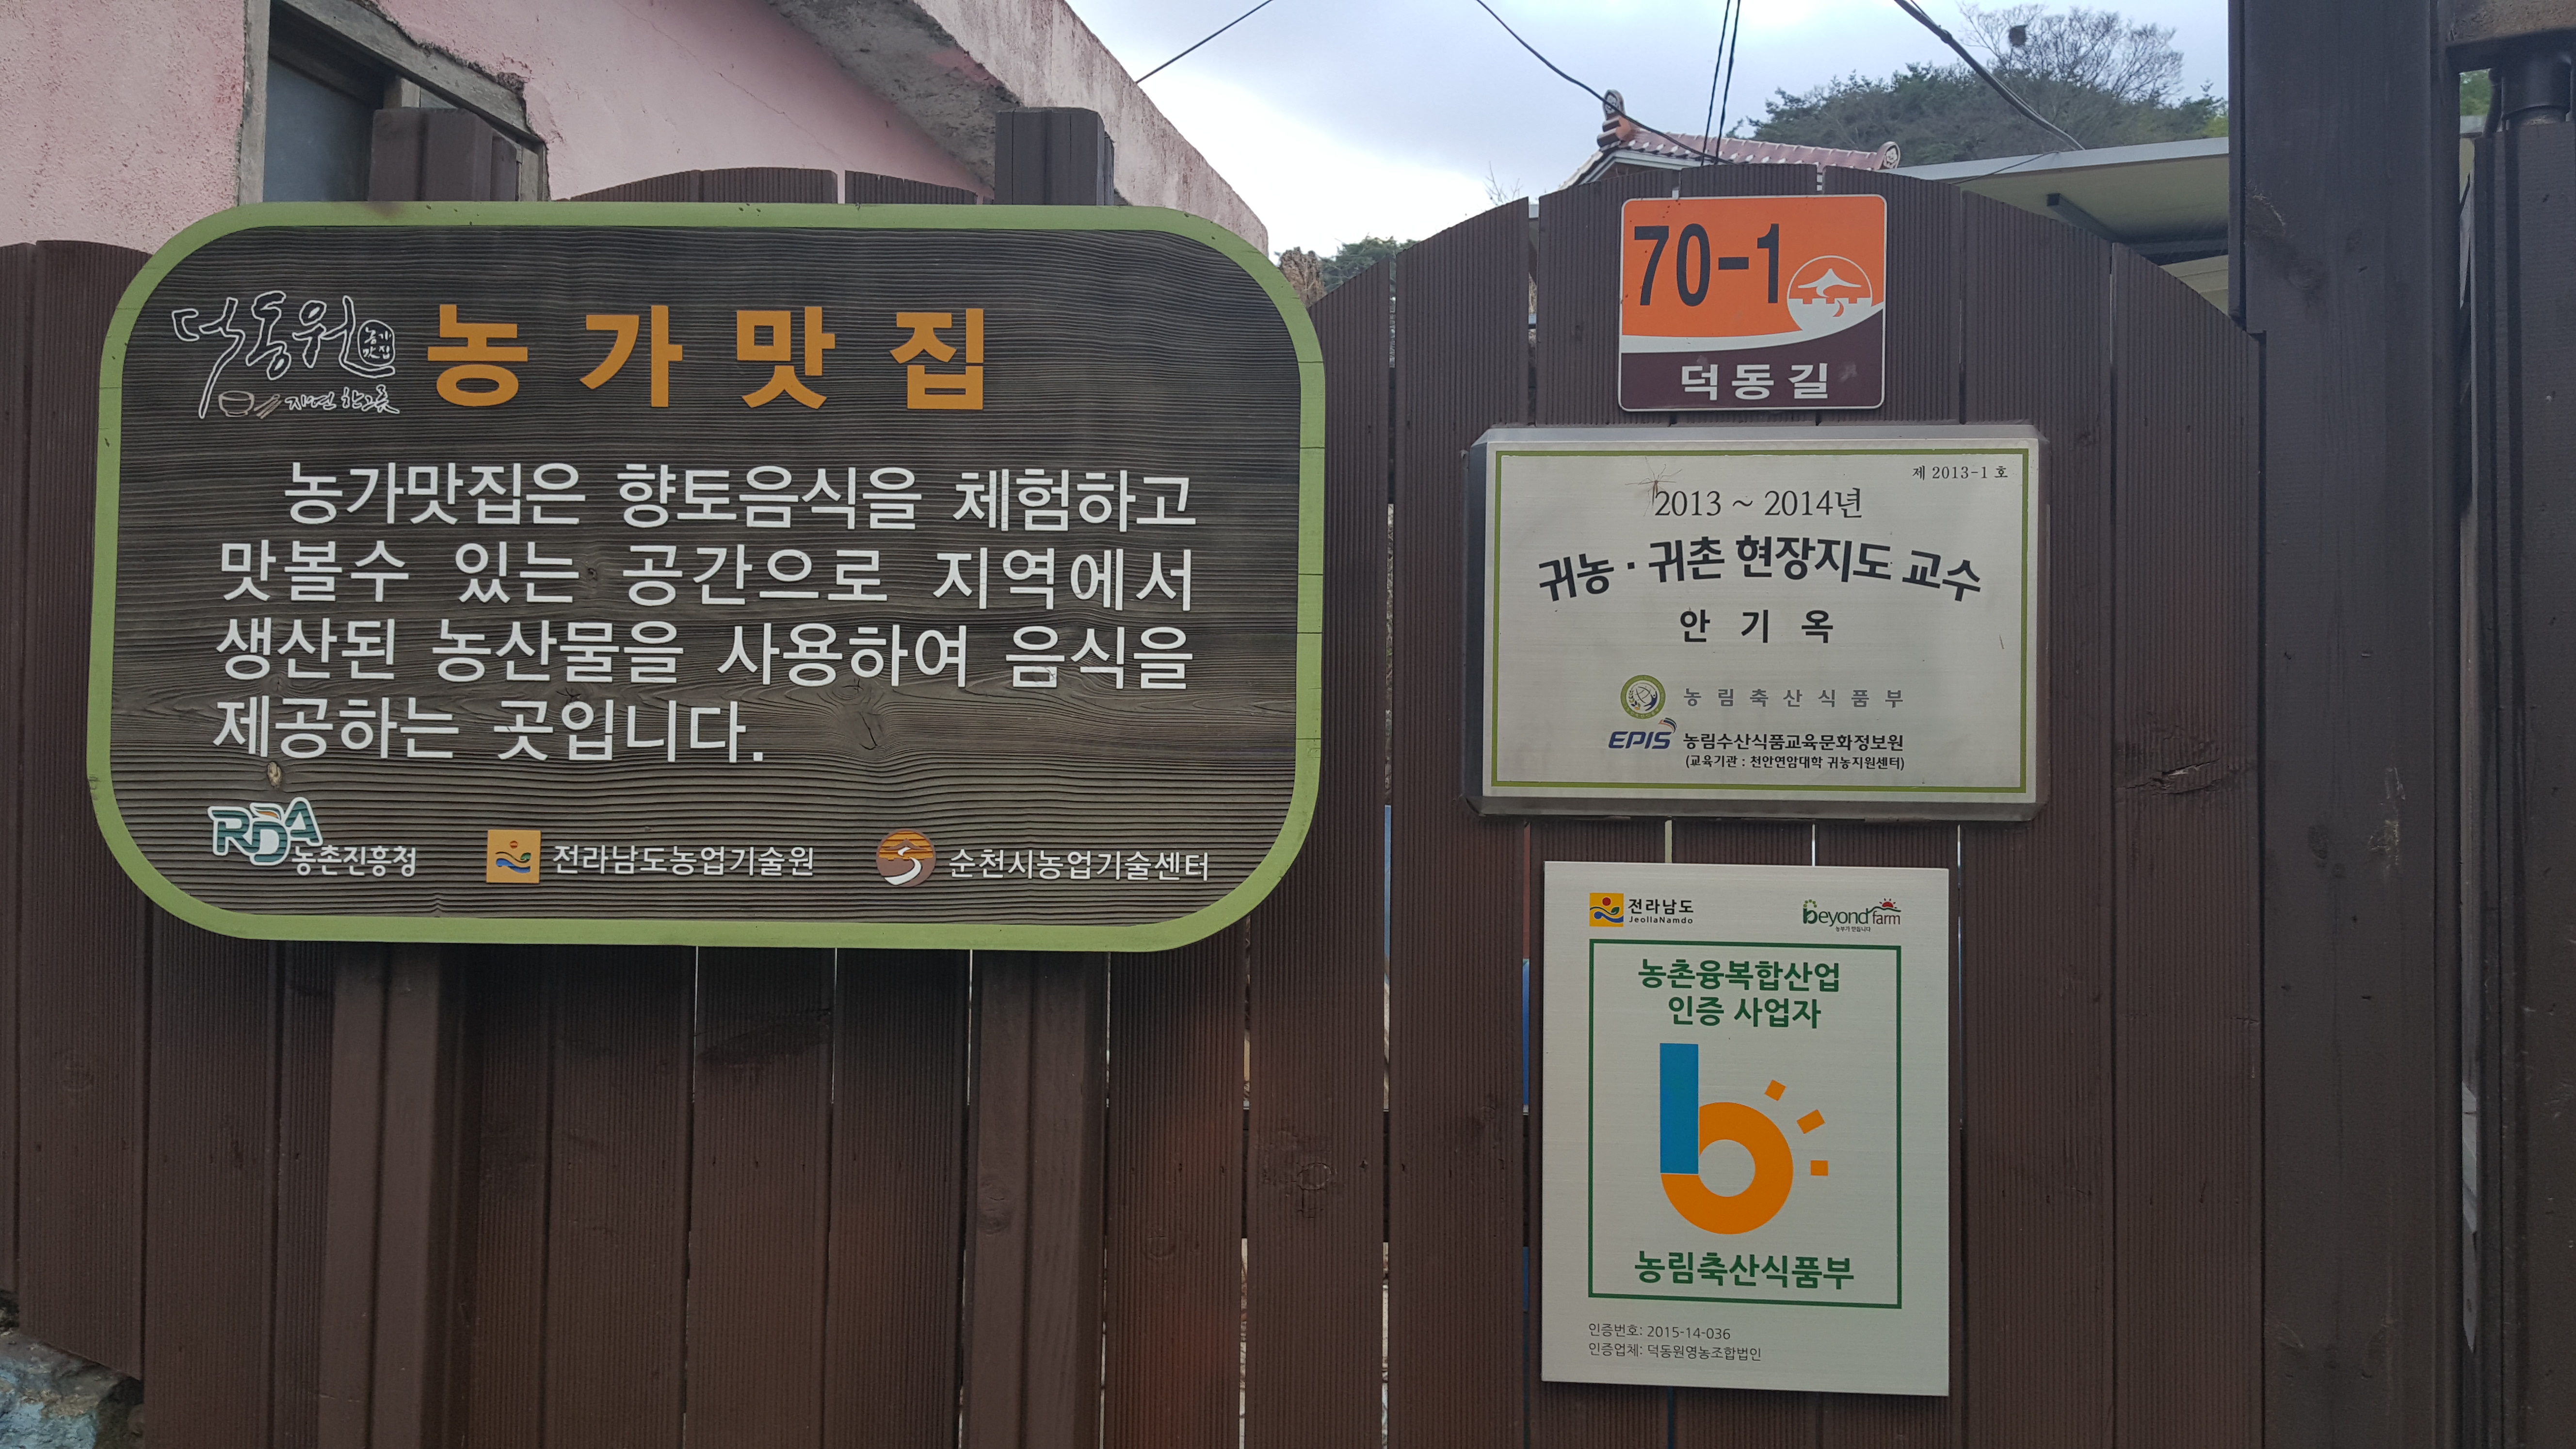 덕동원
농가
맛집
농가맛집
농가맛집은 향토음식을 체험하고
맛볼수 있는 공간으로 지역에서
생산된 농산물을 사용하여 음식을
제공하는 곳입니다.
RDA 농촌진흥청
전라남도농업기술원
순천시농업기술센터
70-1
덕동길
제 2013-1 호
2013 ~ 2014년
귀농·귀촌 현장지도 교수
안 기 옥
농림축산식품부
EPIS 농림수산식품교육문화정보원
(교육기관 : 천안연암대학 귀농지원센터)
전라남도
JeollaNamdo
beyond farm
농부가 만듭니다
농촌융복합산업
인증 사업자
b
농림축산식품부
인증번호: 2015-14-036
인증업체: 덕동원영농조합법인